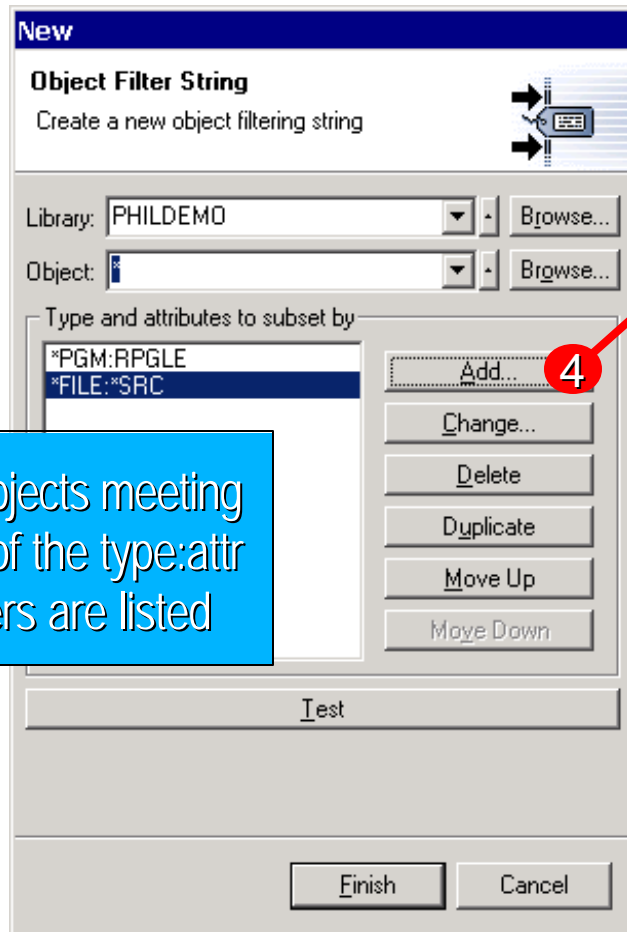 New
Object Filter String
Create a new object filtering string
Library: PHILDEMO Browse...
Object: * Browse...
Type and attributes to subset by
*PGM:RPGLE
*FILE:*SRC
Add... 4
Change...
Delete
Duplicate
Move Up
Move Down
objects meeting
of the type:attr
are listed
Test
Finish Cancel